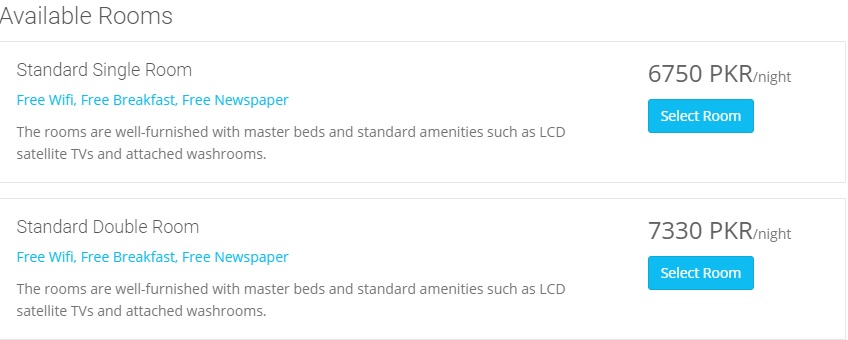 Available Rooms
Standard Single Room
6750 PKR/night
Free Wifi, Free Breakfast, Free Newspaper
Select Room
The rooms are well-furnished with master beds and standard amenities such as LCD
satellite TVs and attached washrooms.
Standard Double Room
7330 PKR/night
Free Wifi, Free Breakfast, Free Newspaper
Select Room
The rooms are well-furnished with master beds and standard amenities such as LCD
satellite TVs and attached washrooms.